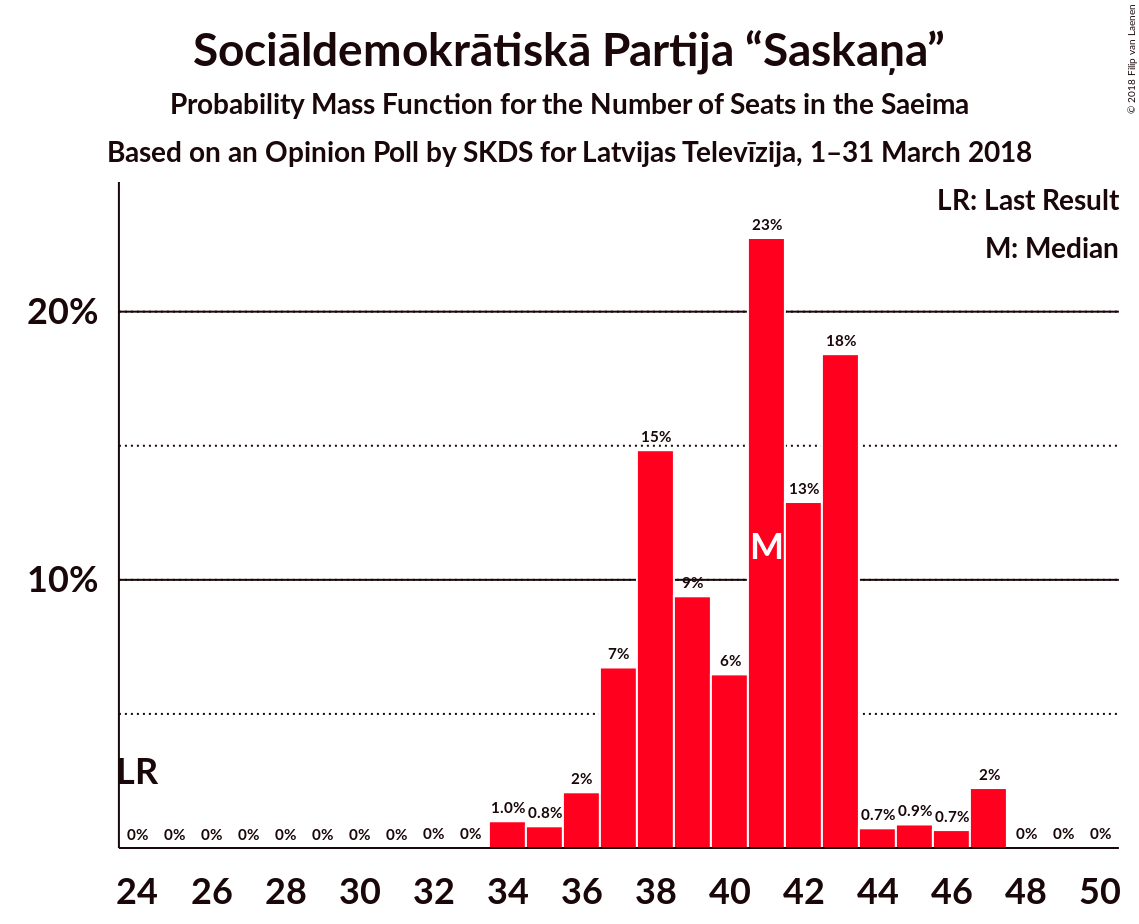 Sociāldemokrātiskā Partija “Saskaņa”
Probability Mass Function for the Number of Seats in the Saeima
Based on an Opinion Poll by SKDS for Latvijas Televīzija, 1–31 March 2018
© 2018 Filip van Laenen
LR: Last Result
M: Median
20%
10%
23%
18%
15%
13%
M
9%
7%
6%
LR
0% 0% 0% 0% 0% 0% 0% 0% 0% 0% 1.0% 0.8% 2% 0.7% 0.9% 0.7% 2% 0% 0% 0%
24 26 28 30 32 34 36 38 40 42 44 46 48 50